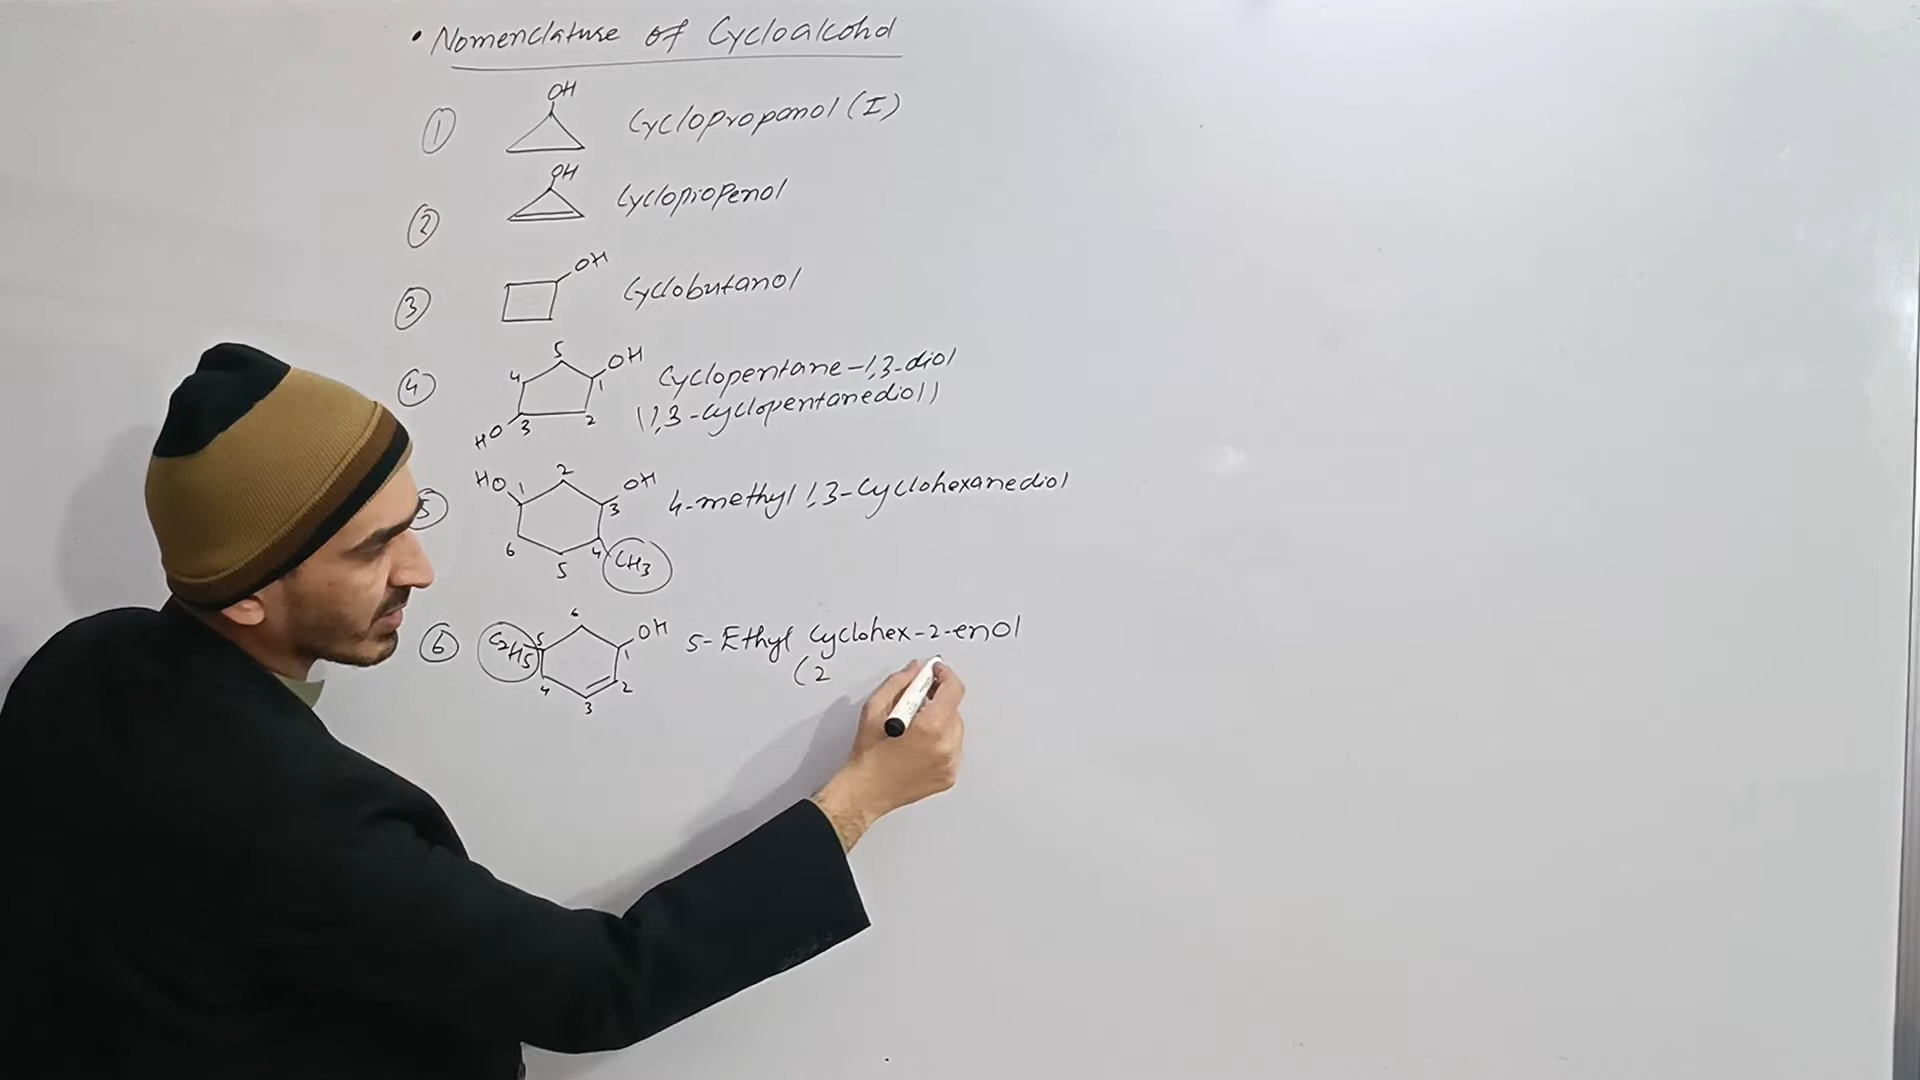 • Nomenclature of Cycloalcohol
OH
① Cyclopropanol (I)
OH
② Cyclopropenol
OH
③ Cyclobutanol
5
4 1 OH
HO 3 2
④ Cyclopentane-1,3-diol
(1,3-cyclopentanediol)
HO 1 2 OH
3
6 5 4 CH3
5 4-methyl 1,3-Cyclohexanediol
6
⑥ C2H5 5 OH
1
4 3 2
5-Ethyl Cyclohex-2-enol
(2